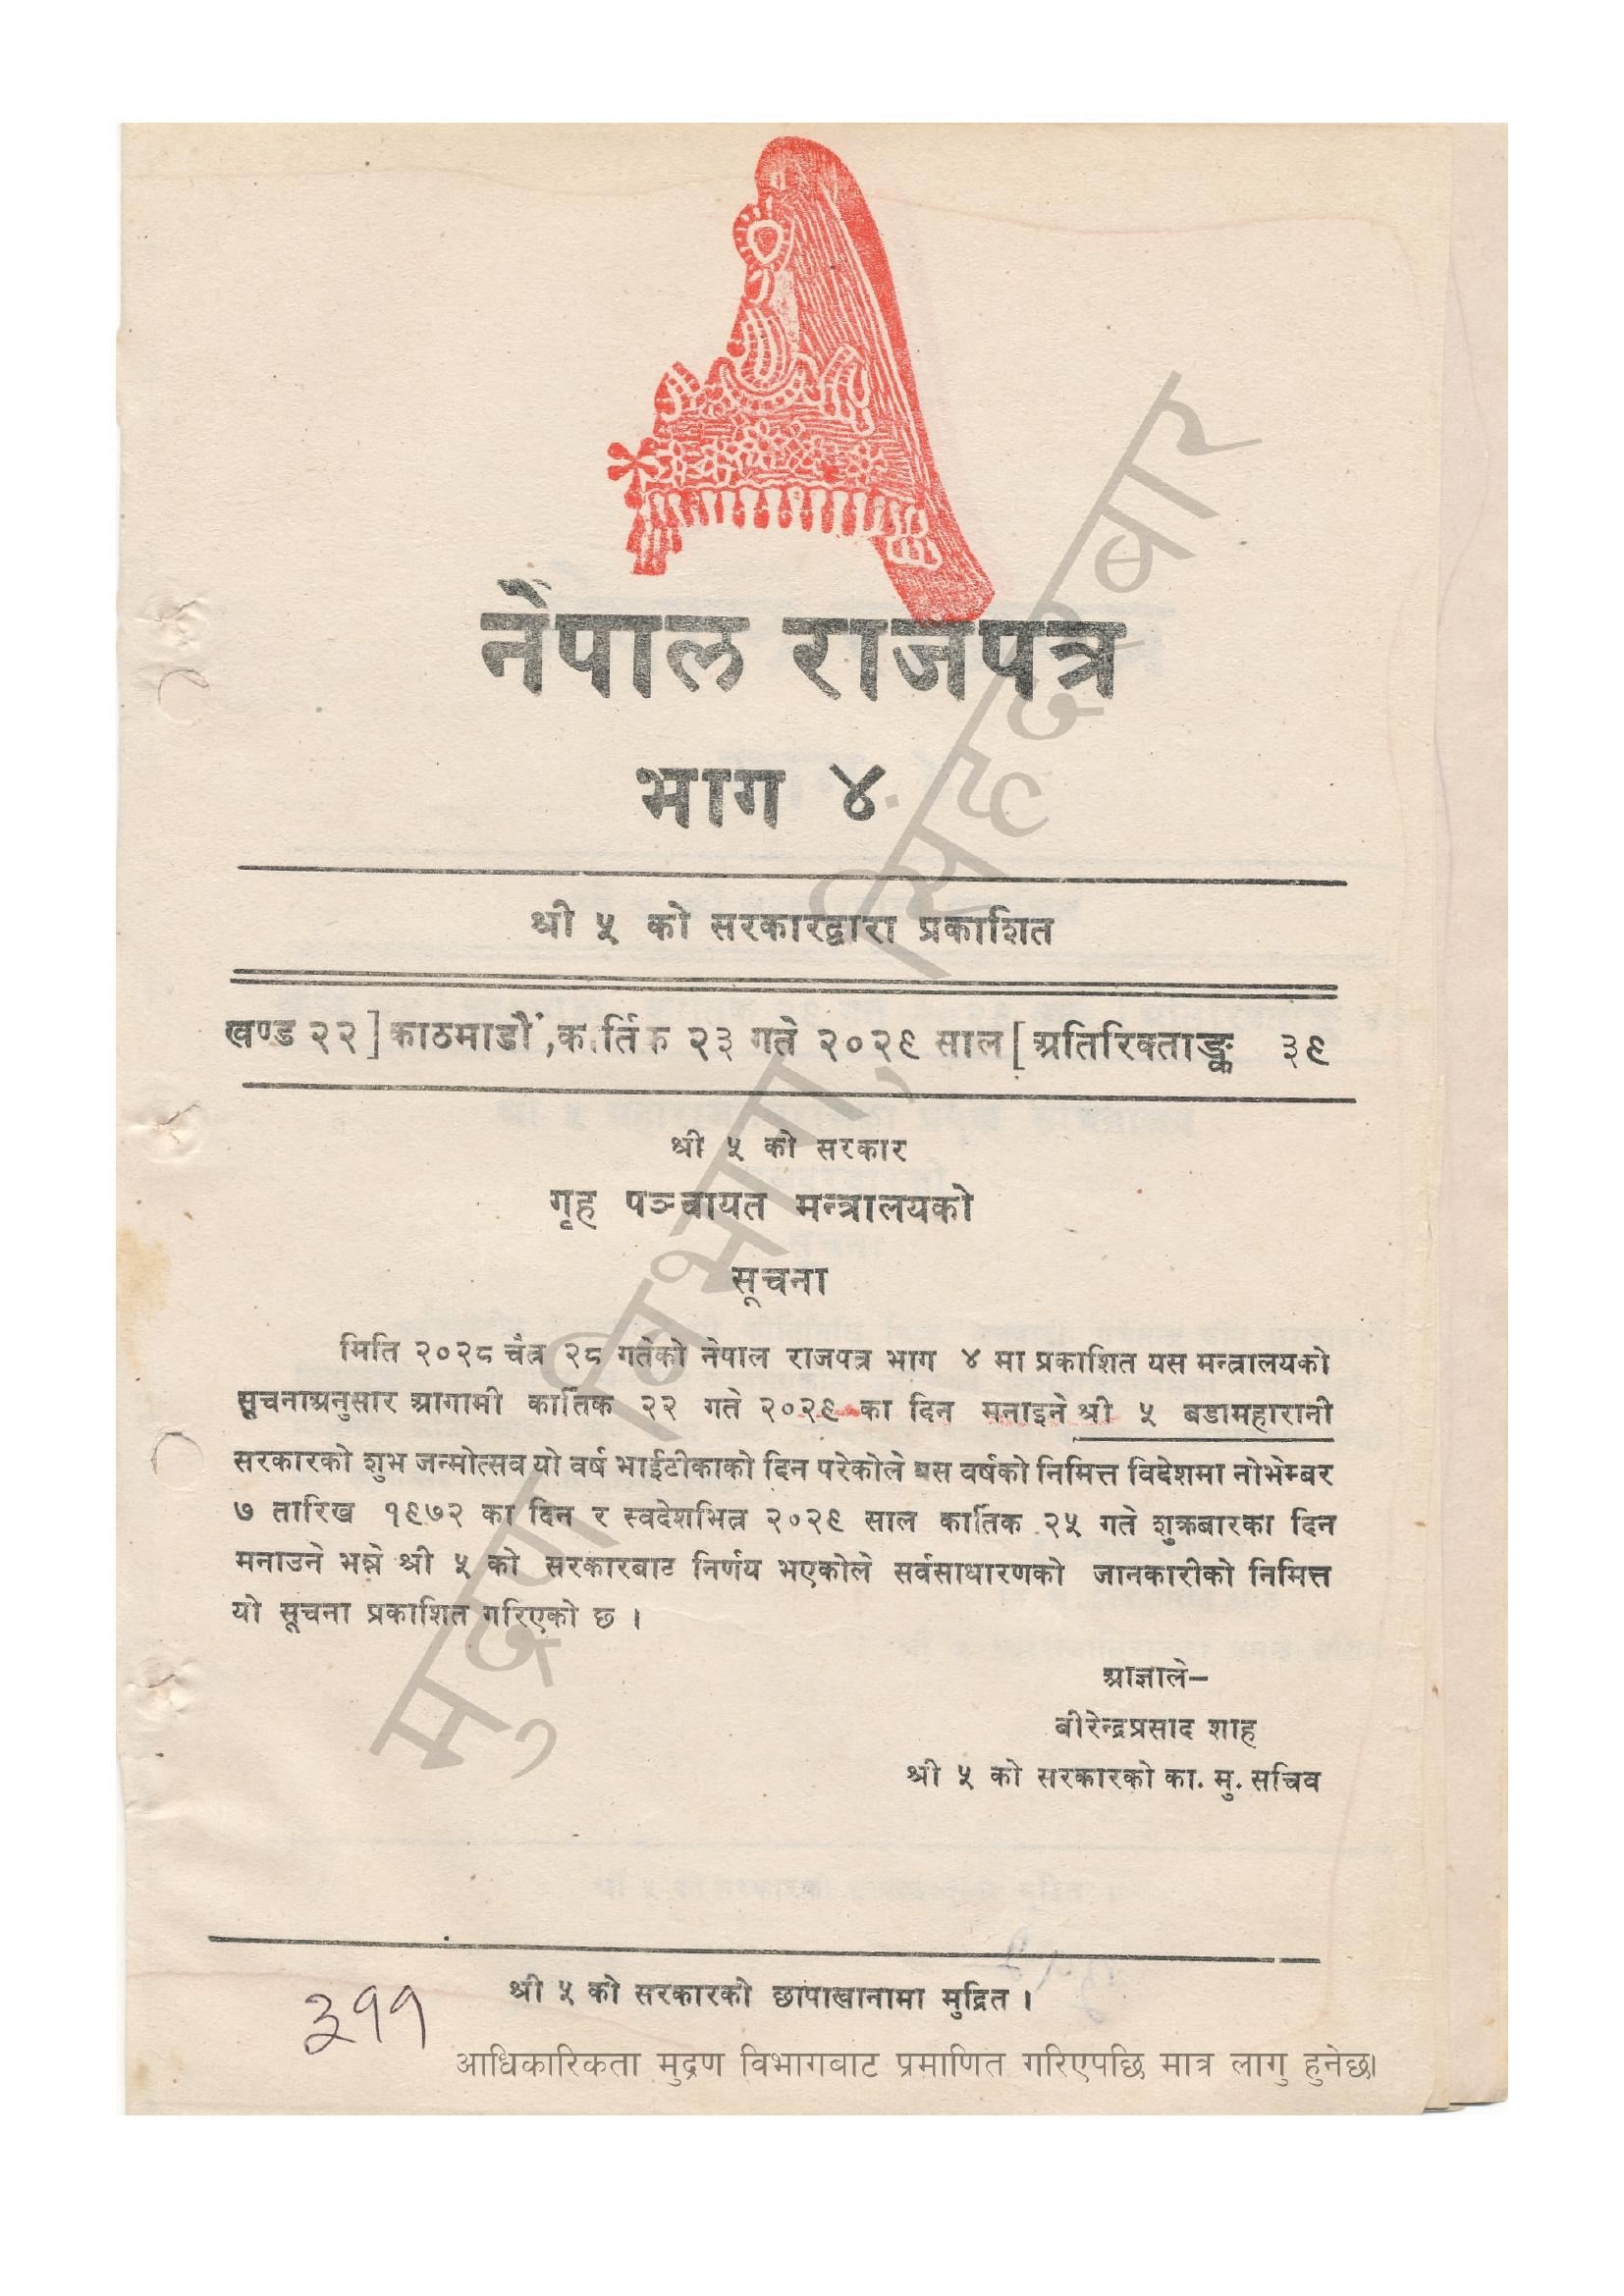 नेपाल राजपत्र
भाग ४
श्री ५ को सरकारद्वारा प्रकाशित
खण्ड २२] काठमाडौं, कार्तिक २३ गते २०२९ साल [ अतिरिक्ताङ्क ३९
श्री ५ को सरकार
गृह पञ्चायत मन्त्रालयको
सूचना
मिति २०२८ चैत्र २८ गतेको नेपाल राजपत्र भाग ४ मा प्रकाशित यस मन्त्रालयको
सूचनाअनुसार आगामी कार्तिक २२ गते २०२९ का दिन मनाइने श्री ५ बडामहारानी
सरकारको शुभ जन्मोत्सव यो वर्ष भाईटीकाको दिन परेकोले यस वर्षको निमित्त विदेशमा नोभेम्बर
७ तारिख १९७२ का दिन र स्वदेशभित्र २०२९ साल कार्तिक २५ गते शुक्रबारका दिन
मनाउने भन्ने श्री ५ को सरकारबाट निर्णय भएकोले सर्वसाधारणको जानकारीको निमित्त
यो सूचना प्रकाशित गरिएको छ ।
आज्ञाले–
बीरेन्द्रप्रसाद शाह
श्री ५ को सरकारको का. मु. सचिव
श्री ५ को सरकारको छापाखानामा मुद्रित ।
३११
आधिकारिकता मुद्रण विभागबाट प्रमाणित गरिएपछि मात्र लागु हुनेछ।
मुद्रण विभाग, सिंहदरबार